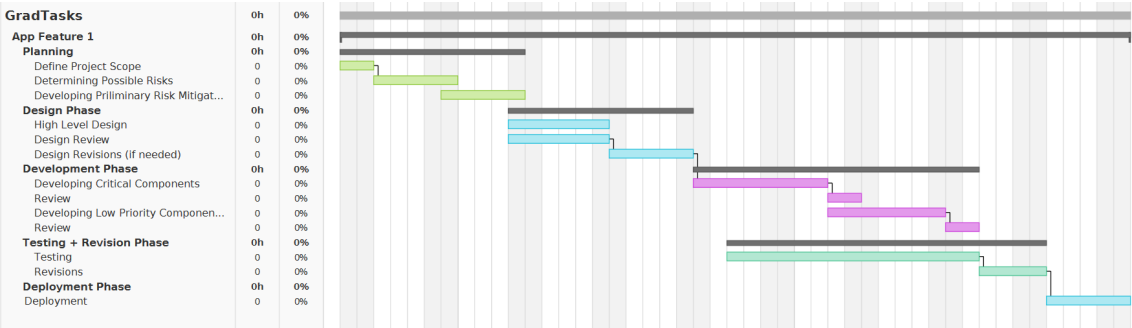 GradTasks 0h 0%
App Feature 1 0h 0%
Planning 0h 0%
Define Project Scope 0 0%
Determining Possible Risks 0 0%
Developing Priliminary Risk Mitigat... 0 0%
Design Phase 0h 0%
High Level Design 0 0%
Design Review 0 0%
Design Revisions (if needed) 0 0%
Development Phase 0h 0%
Developing Critical Components 0 0%
Review 0 0%
Developing Low Priority Componen... 0 0%
Review 0 0%
Testing + Revision Phase 0h 0%
Testing 0 0%
Revisions 0 0%
Deployment Phase 0h 0%
Deployment 0 0%